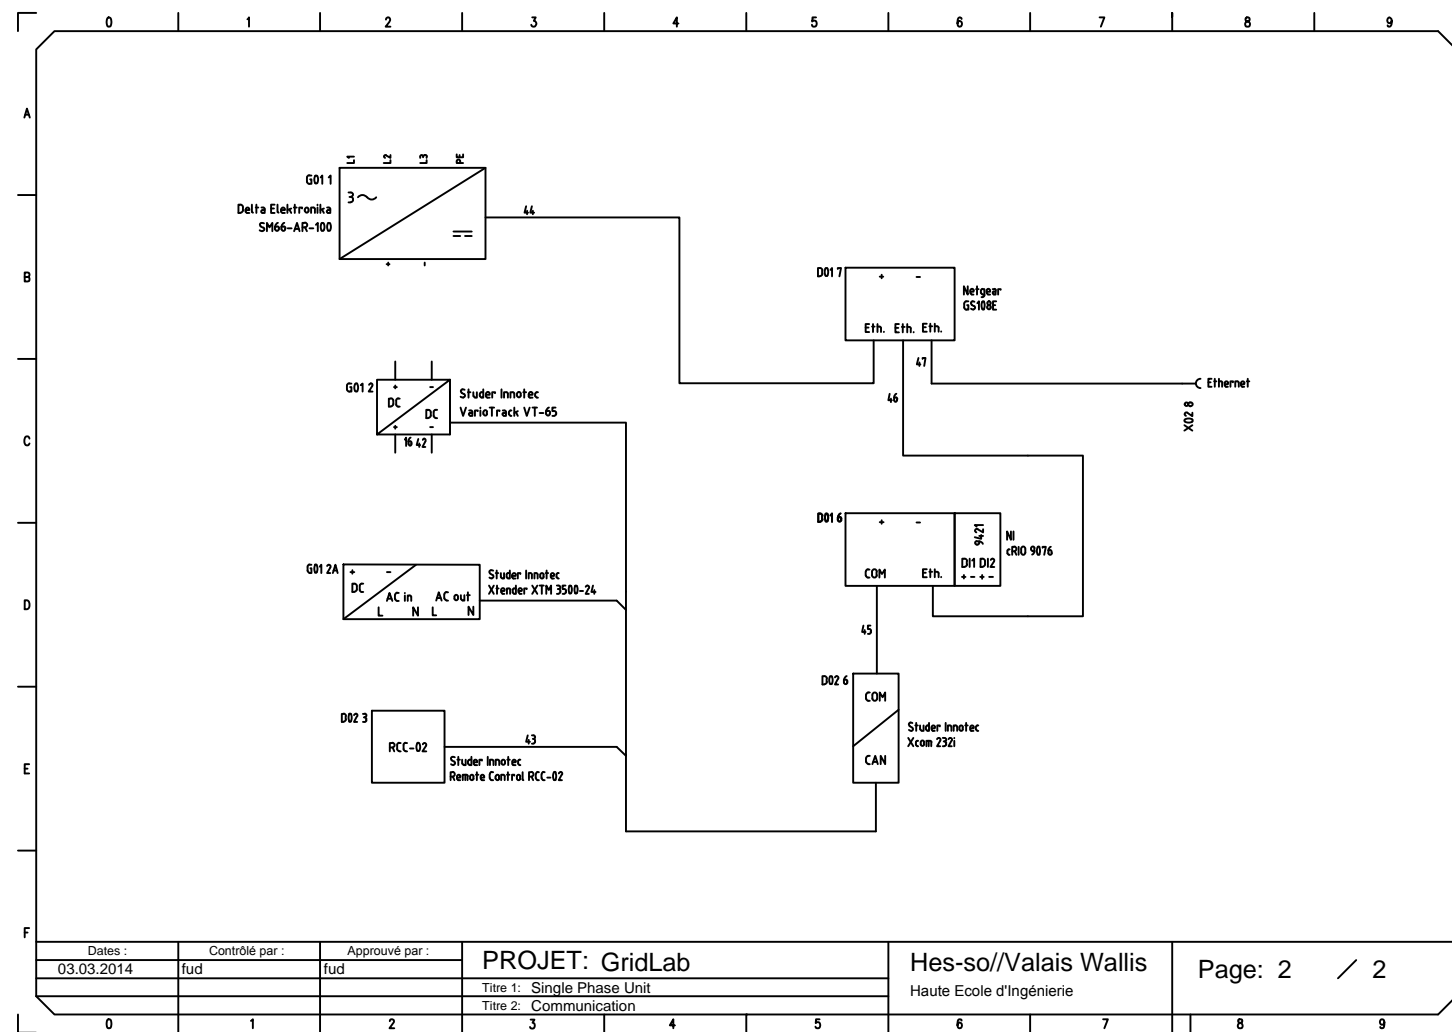 0 1 2 3 4 5 6 7 8 9
A
L1 L2 L3 PE
G01 1
3~
Delta Elektronika
SM66-AR-100
44
+ -
B
D01 7
+ -
Netgear
GS108E
Eth. Eth. Eth.
47
46
Ethernet
X02 8
G01 2
+ -
DC
DC
+ -
16 42
Studer Innotec
VarioTrack VT-65
C
D01 6
+ -
9421
NI
cRIO 9076
DI1 DI2
+ - + -
COM Eth.
G01 2A
+ -
DC
AC in AC out
L N L N
Studer Innotec
Xtender XTM 3500-24
D
45
D02 6
COM
CAN
Studer Innotec
Xcom 232i
D02 3
RCC-02
43
Studer Innotec
Remote Control RCC-02
E
F
Dates : Contrôlé par : Approuvé par :
03.03.2014 fud fud
PROJET: GridLab
Titre 1: Single Phase Unit
Titre 2: Communication
Hes-so//Valais Wallis
Haute Ecole d'Ingénierie
Page: 2 / 2
0 1 2 3 4 5 6 7 8 9